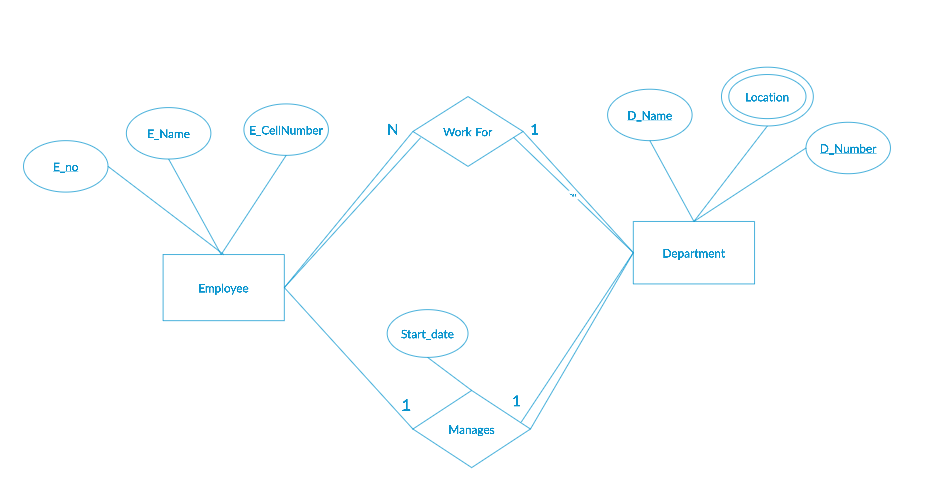 Location
D_Name
E_CellNumber
N
Work For
1
E_Name
D_Number
E_no
Department
Employee
Start_date
1
1
Manages